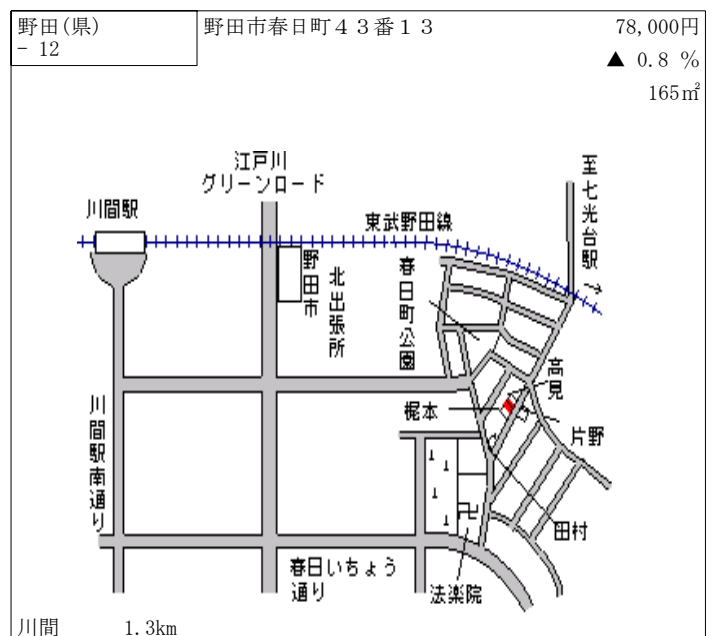 野田(県)
- 12
野田市春日町４３番１３
78,000円
▲ 0.8 %
165㎡
江戸川
グリーンロード
至七光台駅
川間駅
東武野田線
野田市
北出張所
春日町公園
高見
梶本
片野
川間駅南通り
田村
春日いちょう
通り
法楽院
川間 1.3km